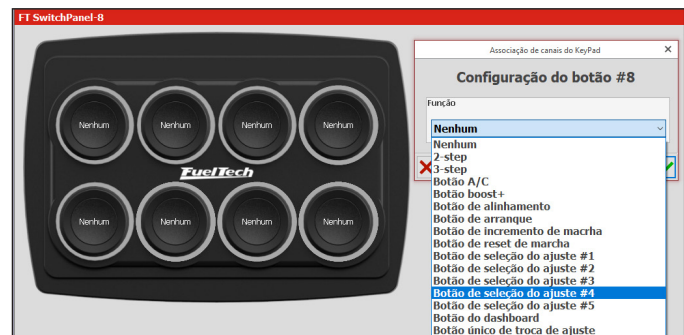 FT SwitchPanel-8
Associação de canais do KeyPad
Configuração do botão #8
Função
Nenhum
Nenhum
2-step
3-step
Botão A/C
Botão boost+
Botão de alinhamento
Botão de arranque
Botão de incremento de macrha
Botão de reset de marcha
Botão de seleção do ajuste #1
Botão de seleção do ajuste #2
Botão de seleção do ajuste #3
Botão de seleção do ajuste #4
Botão de seleção do ajuste #5
Botão do dashboard
Botão único de troca de ajuste
Nenhum Nenhum Nenhum Nenhum
FuelTech
Nenhum Nenhum Nenhum Nenhum